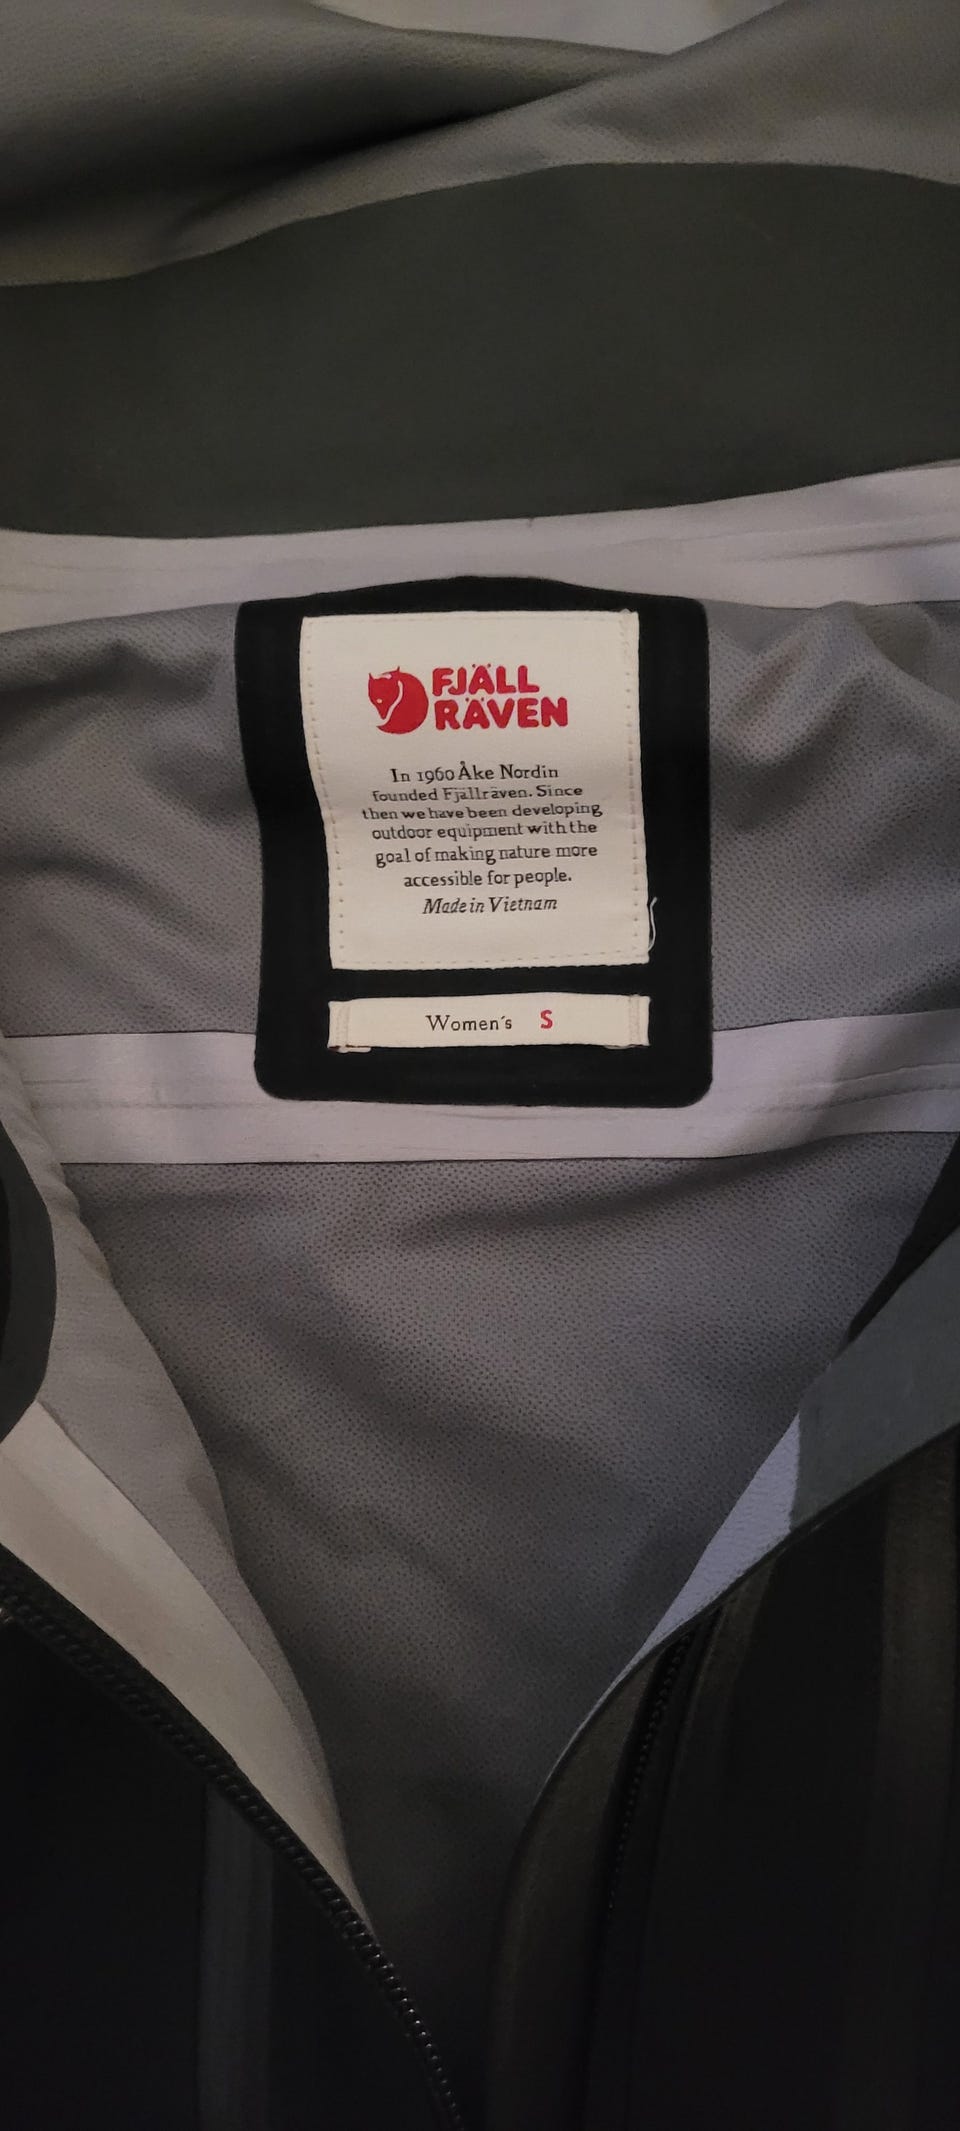 FJÄLL
RÄVEN
In 1960 Åke Nordin
founded Fjällräven. Since
then we have been developing
outdoor equipment with the
goal of making nature more
accessible for people.
Made in Vietnam
Women´s S